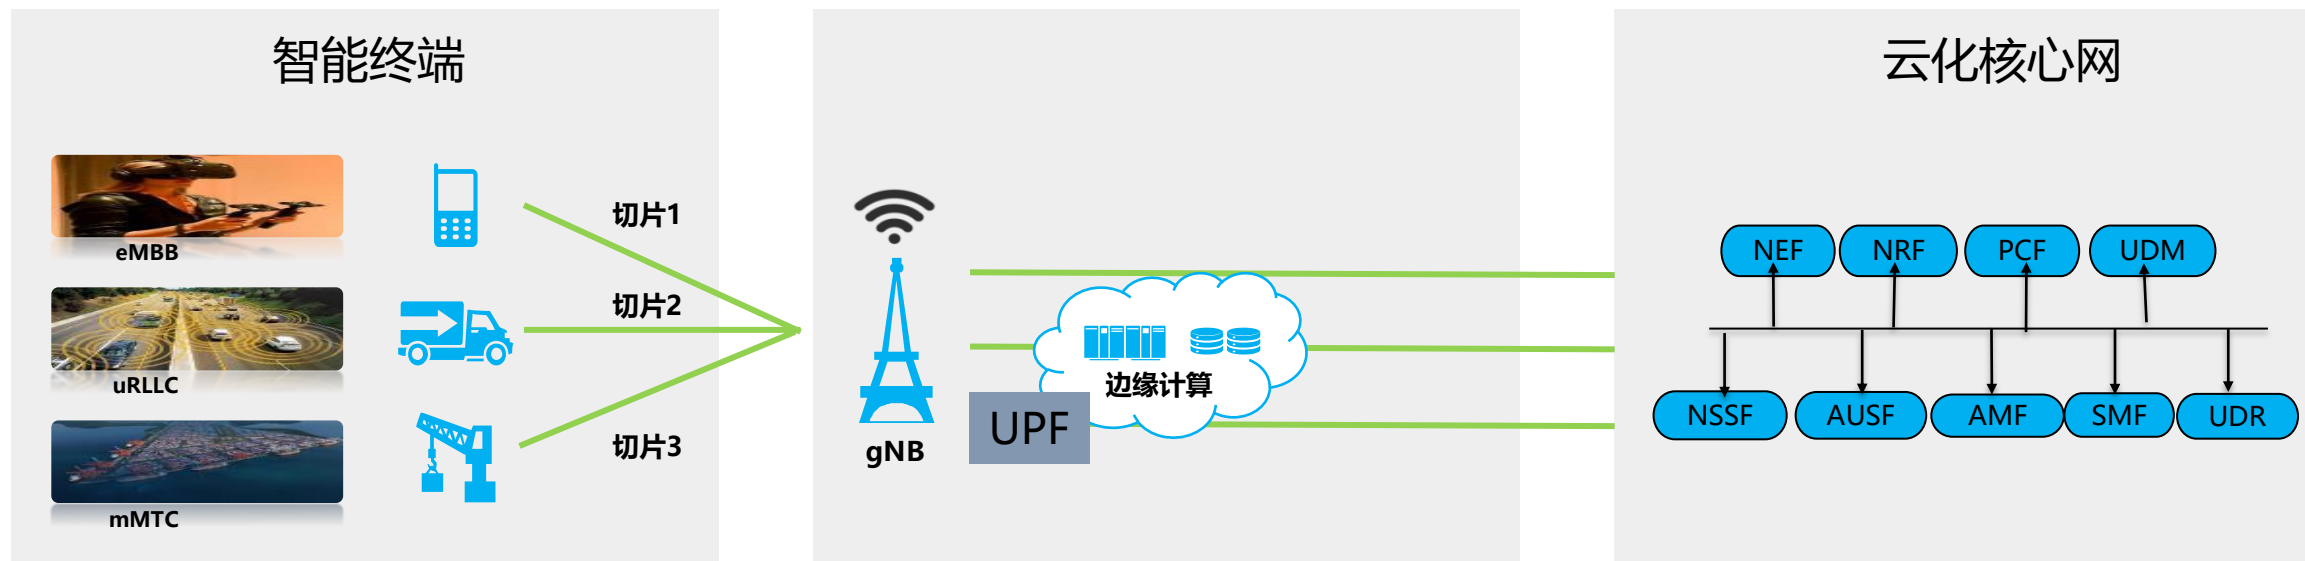 智能终端
eMBB
uRLLC
mMTC
切片1
切片2
切片3
gNB
边缘计算
UPF
云化核心网
NEF
NRF
PCF
UDM
NSSF
AUSF
AMF
SMF
UDR